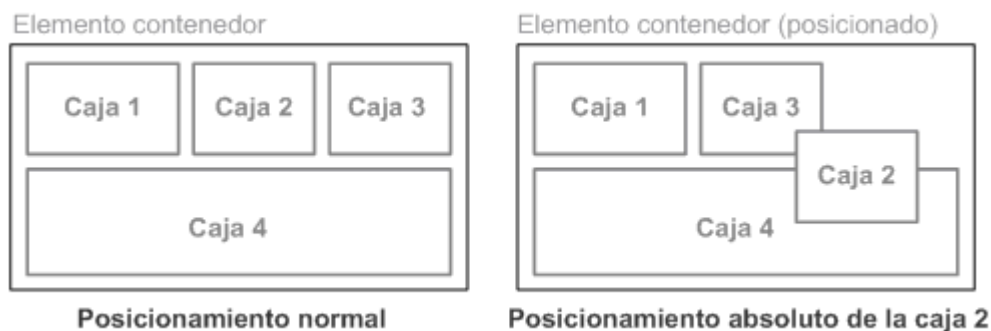 Elemento contenedor
Caja 1
Caja 2
Caja 3
Caja 4
Posicionamiento normal
Elemento contenedor (posicionado)
Caja 1
Caja 3
Caja 2
Caja 4
Posicionamiento absoluto de la caja 2